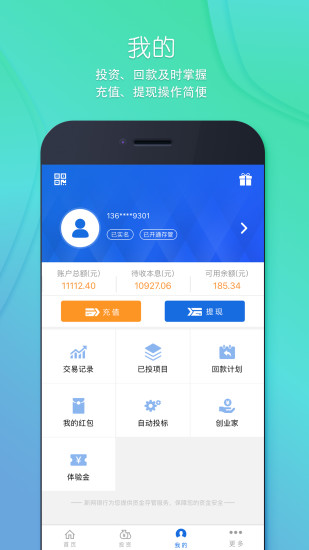 我的
投资、回款及时掌握
充值、提现操作简便
136****9301
已实名 已开通存管
账户总额(元) 待收本息(元) 可用余额(元)
11112.40 10927.06 185.34
充值 提现
交易记录 已投项目 回款计划
我的红包 自动投标 创业家
体验金
首页 投资 我的 更多